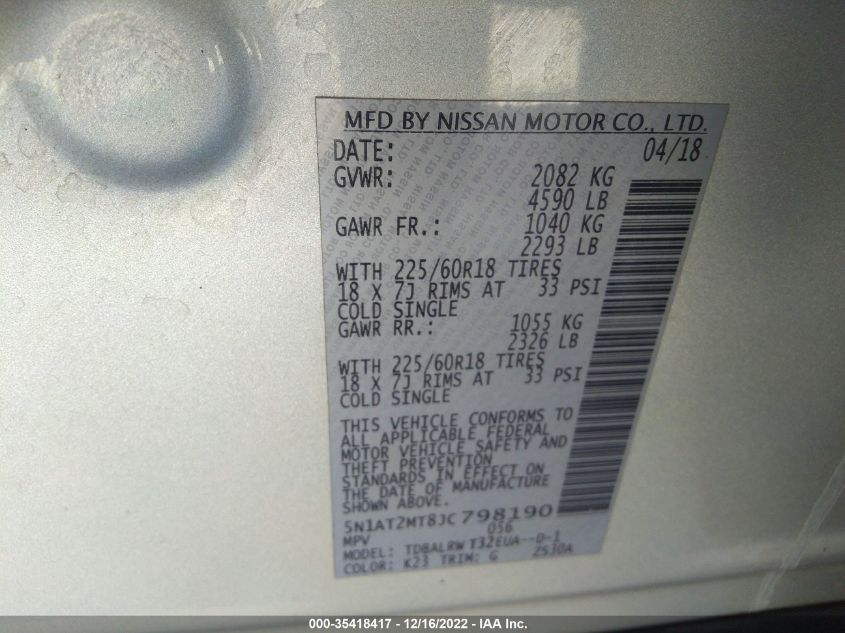 MFD BY NISSAN MOTOR CO., LTD.
DATE: 04/18
GVWR: 2082 KG
4590 LB
GAWR FR.: 1040 KG
2293 LB
WITH 225/60R18 TIRES
18 X 7J RIMS AT 33 PSI
COLD SINGLE
GAWR RR.: 1055 KG
2326 LB
WITH 225/60R18 TIRES
18 X 7J RIMS AT 33 PSI
COLD SINGLE
THIS VEHICLE CONFORMS TO
ALL APPLICABLE FEDERAL
MOTOR VEHICLE SAFETY AND
THEFT PREVENTION
STANDARDS IN EFFECT ON
THE DATE OF MANUFACTURE
SHOWN ABOVE.
5N1AT2MT8JC798190
MPV 056
MODEL: TDBALRW T32EUA--D-1
COLOR: K23 TRIM: G ZS30A
000-35418417 - 12/16/2022 - IAA Inc.